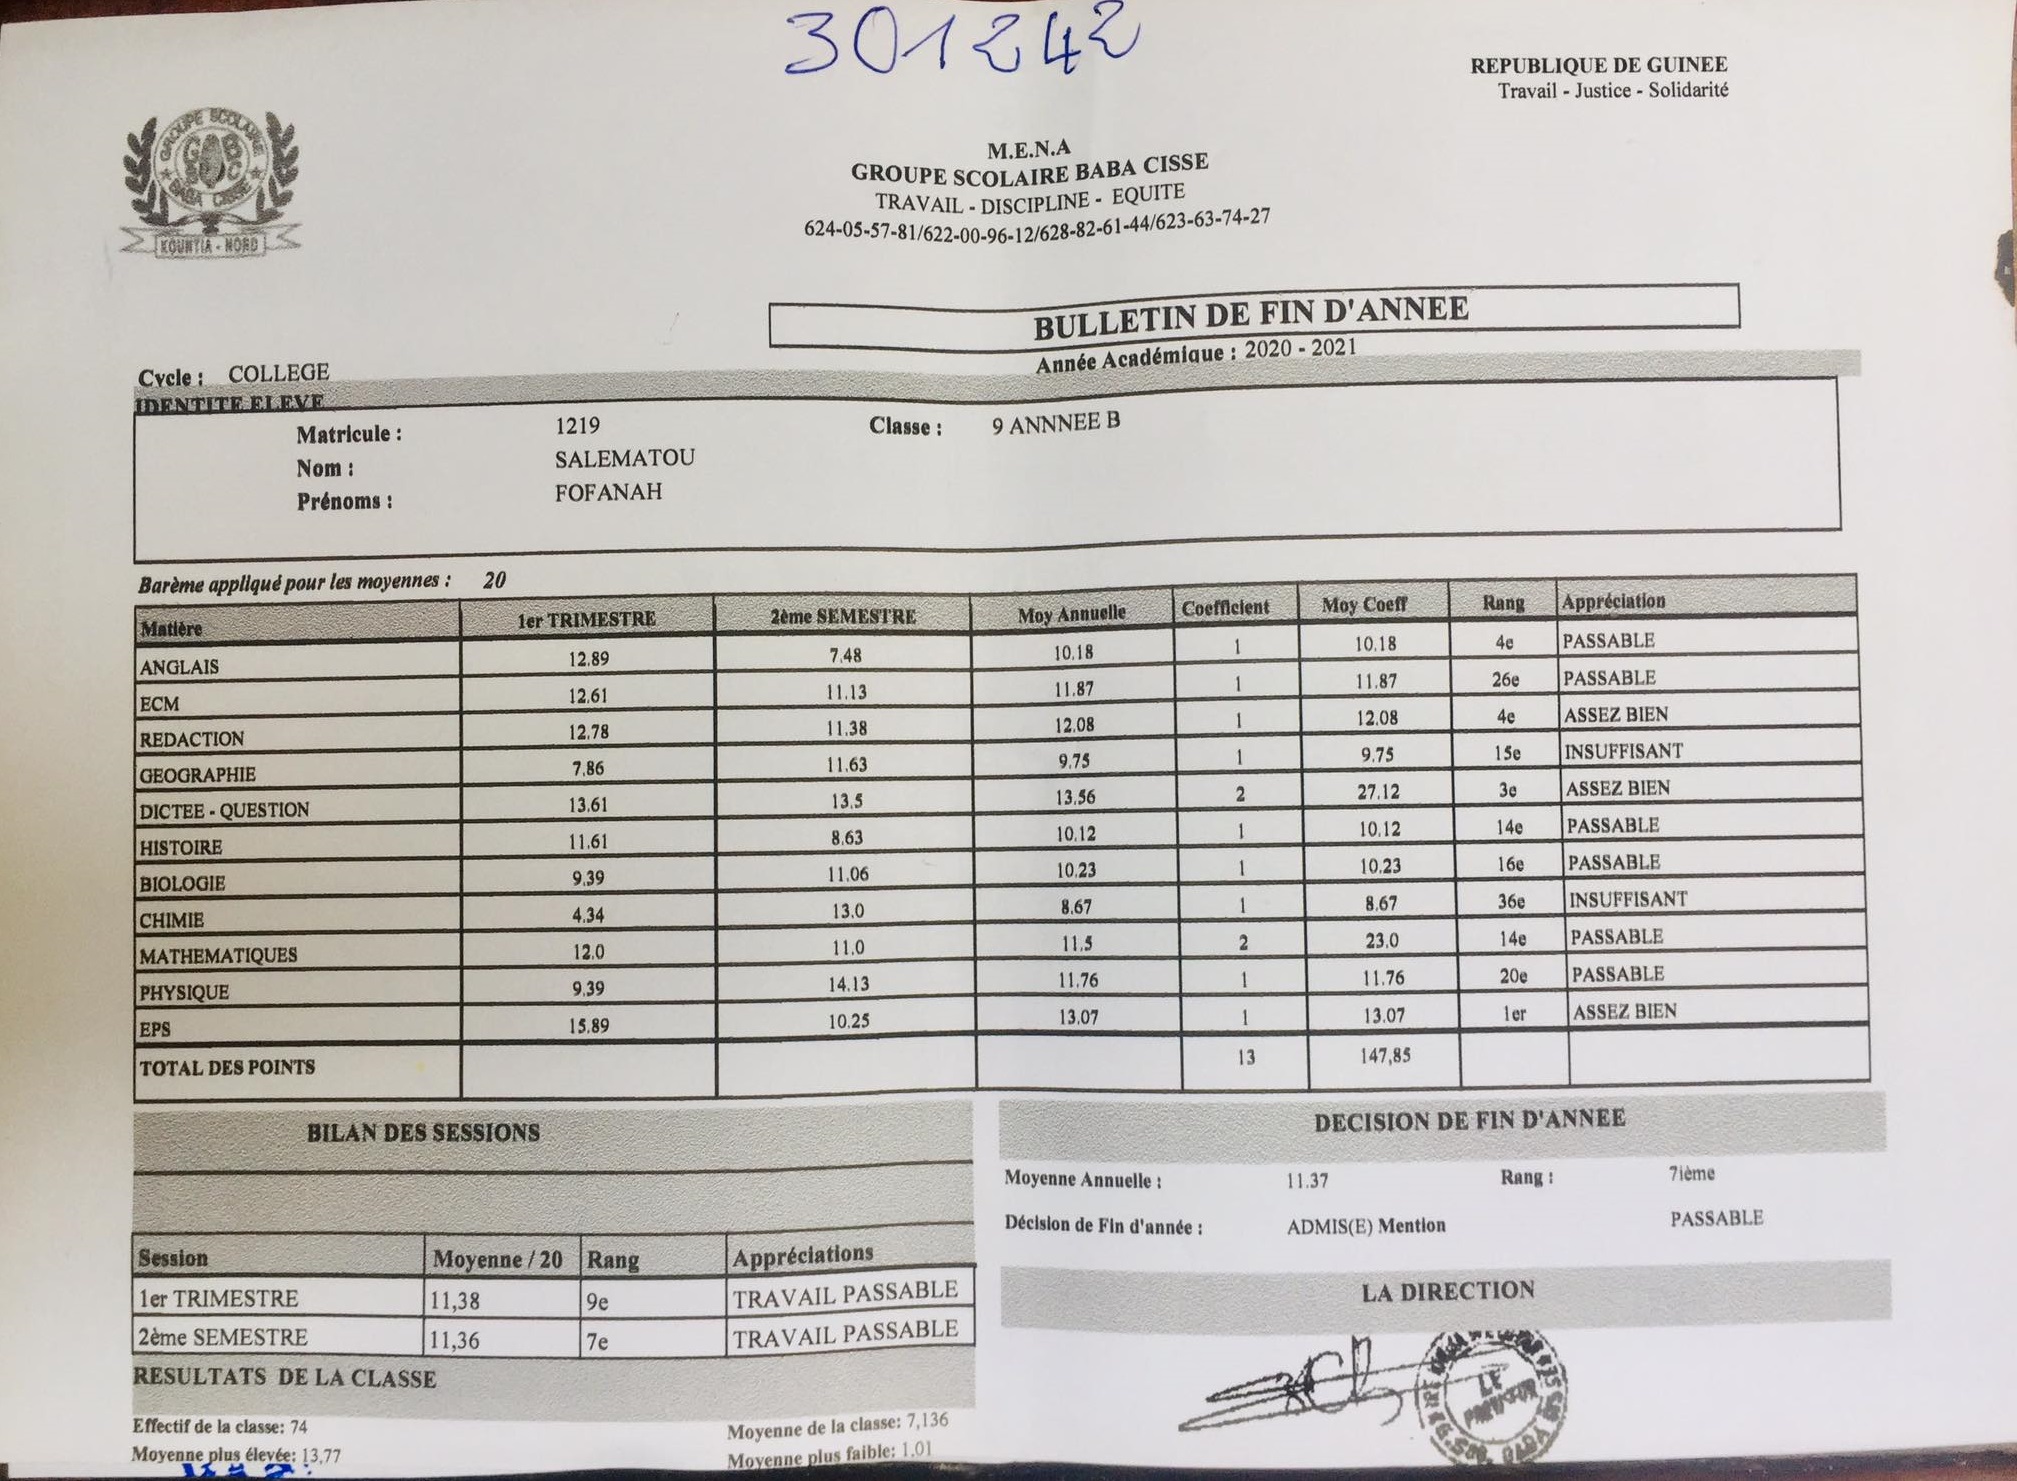 301242
REPUBLIQUE DE GUINEE
Travail - Justice - Solidarité
GROUPE SCOLAIRE
GSBC
BABA CISSE
KOUNTIA - NORD
M.E.N.A
GROUPE SCOLAIRE BABA CISSE
TRAVAIL - DISCIPLINE - EQUITE
624-05-57-81/622-00-96-12/628-82-61-44/623-63-74-27
BULLETIN DE FIN D'ANNEE
Année Académique : 2020 - 2021
Cycle : COLLEGE
IDENTITE ELEVE
Matricule : 1219 Classe : 9 ANNNEE B
Nom : SALEMATOU
Prénoms : FOFANAH
Barème appliqué pour les moyennes : 20
Matière 1er TRIMESTRE 2ème SEMESTRE Moy Annuelle Coefficient Moy Coeff Rang Appréciation
ANGLAIS 12.89 7.48 10.18 1 10.18 4e PASSABLE
ECM 12.61 11.13 11.87 1 11.87 26e PASSABLE
REDACTION 12.78 11.38 12.08 1 12.08 4e ASSEZ BIEN
GEOGRAPHIE 7.86 11.63 9.75 1 9.75 15e INSUFFISANT
DICTEE - QUESTION 13.61 13.5 13.56 2 27.12 3e ASSEZ BIEN
HISTOIRE 11.61 8.63 10.12 1 10.12 14e PASSABLE
BIOLOGIE 9.39 11.06 10.23 1 10.23 16e PASSABLE
CHIMIE 4.34 13.0 8.67 1 8.67 36e INSUFFISANT
MATHEMATIQUES 12.0 11.0 11.5 2 23.0 14e PASSABLE
PHYSIQUE 9.39 14.13 11.76 1 11.76 20e PASSABLE
EPS 15.89 10.25 13.07 1 13.07 1er ASSEZ BIEN
TOTAL DES POINTS 13 147,85
BILAN DES SESSIONS
Session Moyenne / 20 Rang Appréciations
1er TRIMESTRE 11,38 9e TRAVAIL PASSABLE
2ème SEMESTRE 11,36 7e TRAVAIL PASSABLE
RESULTATS DE LA CLASSE
Effectif de la classe: 74 Moyenne de la classe: 7,136
Moyenne plus élevée: 13,77 Moyenne plus faible: 1,01
DECISION DE FIN D'ANNEE
Moyenne Annuelle : 11.37 Rang : 7ième
Décision de Fin d'année : ADMIS(E) Mention PASSABLE
LA DIRECTION
LE
BABA